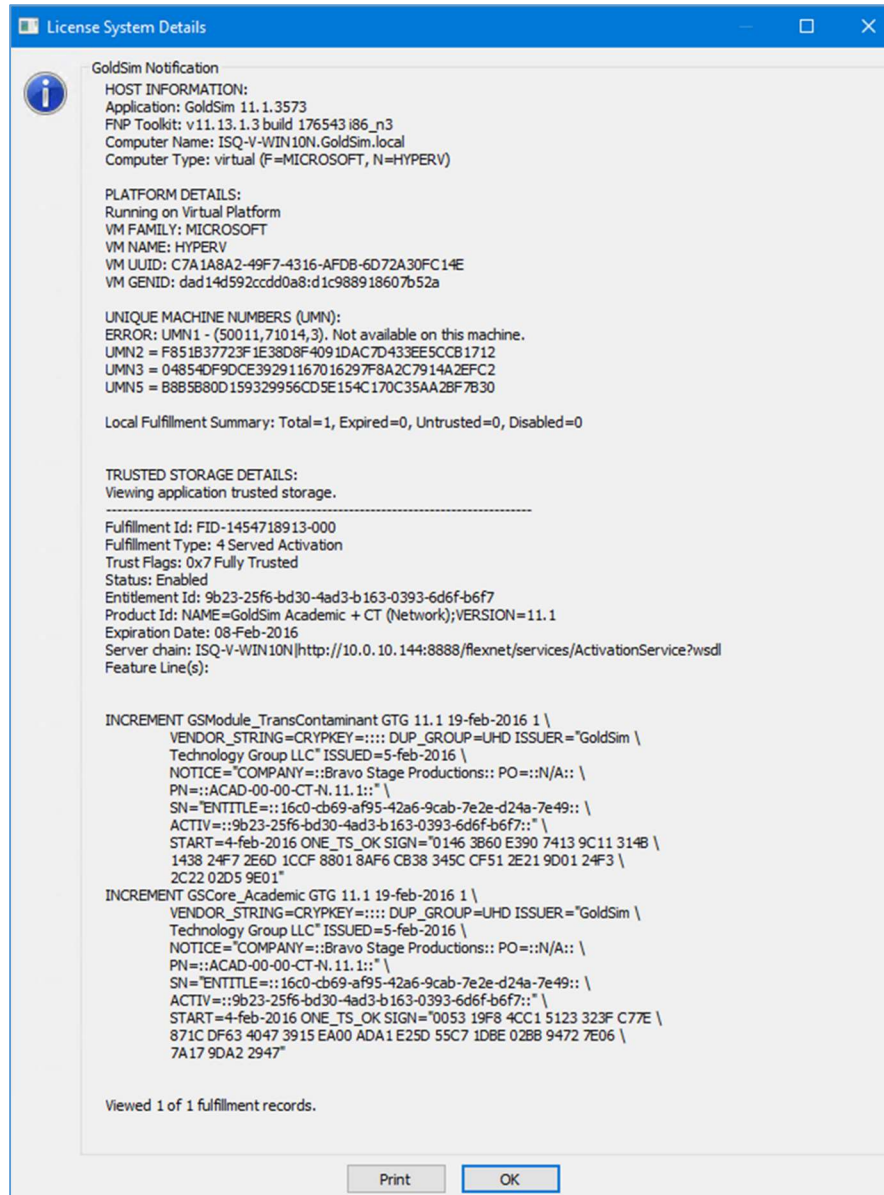 License System Details
GoldSim Notification
HOST INFORMATION:
Application: GoldSim 11.1.3573
FNP Toolkit: v11.13.1.3 build 176543 i86_n3
Computer Name: ISQ-V-WIN10N.GoldSim.local
Computer Type: virtual (F=MICROSOFT, N=HYPERV)
PLATFORM DETAILS:
Running on Virtual Platform
VM FAMILY: MICROSOFT
VM NAME: HYPERV
VM UUID: C7A1A8A2-49F7-4316-AFDB-6D72A30FC14E
VM GENID: dad14d592ccdd0a8:d1c988918607b52a
UNIQUE MACHINE NUMBERS (UMN):
ERROR: UMN1 - (50011,71014,3). Not available on this machine.
UMN2 = F851B37723F1E38D8F4091DAC7D433EE5CCB1712
UMN3 = 04854DF9DCE39291167016297F8A2C7914A2EFC2
UMN5 = B8B5B80D159329956CD5E154C170C35AA2BF7B30
Local Fulfillment Summary: Total=1, Expired=0, Untrusted=0, Disabled=0
TRUSTED STORAGE DETAILS:
Viewing application trusted storage.
-------------------------------------------------------------------------------
Fulfillment Id: FID-1454718913-000
Fulfillment Type: 4 Served Activation
Trust Flags: 0x7 Fully Trusted
Status: Enabled
Entitlement Id: 9b23-25f6-bd30-4ad3-b163-0393-6d6f-b6f7
Product Id: NAME=GoldSim Academic + CT (Network);VERSION=11.1
Expiration Date: 08-Feb-2016
Server chain: ISQ-V-WIN10N|http://10.0.10.144:8888/flexnet/services/ActivationService?wsdl
Feature Line(s):
INCREMENT GSModule_TransContaminant GTG 11.1 19-feb-2016 1 \
VENDOR_STRING=CRYPKEY=:::: DUP_GROUP=UHD ISSUER="GoldSim \
Technology Group LLC" ISSUED=5-feb-2016 \
NOTICE="COMPANY=::Bravo Stage Productions:: PO=::N/A:: \
PN=::ACAD-00-00-CT-N.11.1::" \
SN="ENTITLE=::16c0-cb69-af95-42a6-9cab-7e2e-d24a-7e49:: \
ACTIV=::9b23-25f6-bd30-4ad3-b163-0393-6d6f-b6f7::" \
START=4-feb-2016 ONE_TS_OK SIGN="0146 3B60 E390 7413 9C11 314B \
1438 24F7 2E6D 1CCF 8801 8AF6 CB38 345C CF51 2E21 9D01 24F3 \
2C22 02D5 9E01"
INCREMENT GSCore_Academic GTG 11.1 19-feb-2016 1 \
VENDOR_STRING=CRYPKEY=:::: DUP_GROUP=UHD ISSUER="GoldSim \
Technology Group LLC" ISSUED=5-feb-2016 \
NOTICE="COMPANY=::Bravo Stage Productions:: PO=::N/A:: \
PN=::ACAD-00-00-CT-N.11.1::" \
SN="ENTITLE=::16c0-cb69-af95-42a6-9cab-7e2e-d24a-7e49:: \
ACTIV=::9b23-25f6-bd30-4ad3-b163-0393-6d6f-b6f7::" \
START=4-feb-2016 ONE_TS_OK SIGN="0053 19F8 4CC1 5123 323F C77E \
871C DF63 4047 3915 EA00 ADA1 E25D 55C7 1DBE 02BB 9472 7E06 \
7A17 9DA2 2947"
Viewed 1 of 1 fulfillment records.
Print OK